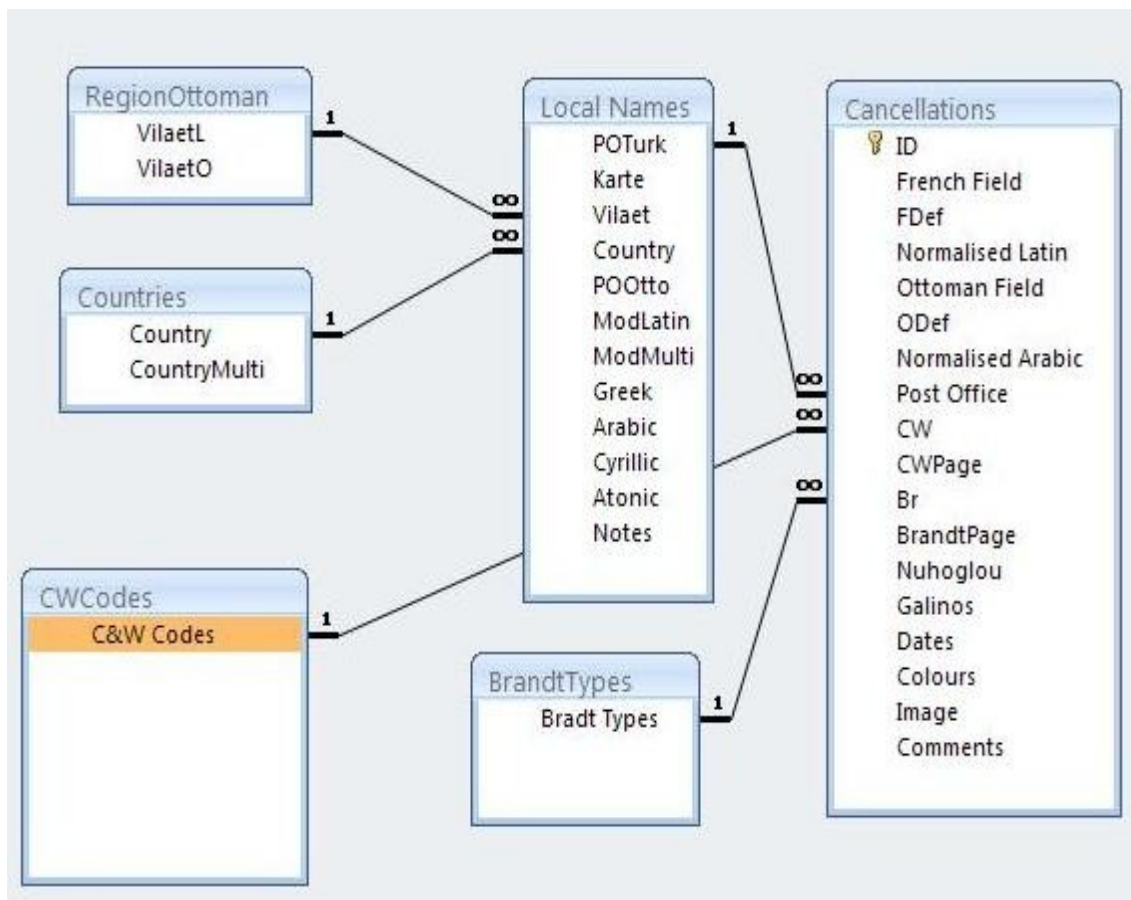 RegionOttoman
VilaetL
VilaetO
1
Countries
Country
CountryMulti
1
CWCodes
C&W Codes
1
Local Names
POTurk
Karte
Vilaet
Country
POOtto
ModLatin
ModMulti
Greek
Arabic
Cyrillic
Atonic
Notes
∞
∞
1
BrandtTypes
Bradt Types
1
Cancellations
ID
French Field
FDef
Normalised Latin
Ottoman Field
ODef
Normalised Arabic
Post Office
CW
CWPage
Br
BrandtPage
Nuhoglou
Galinos
Dates
Colours
Image
Comments
∞
∞
∞